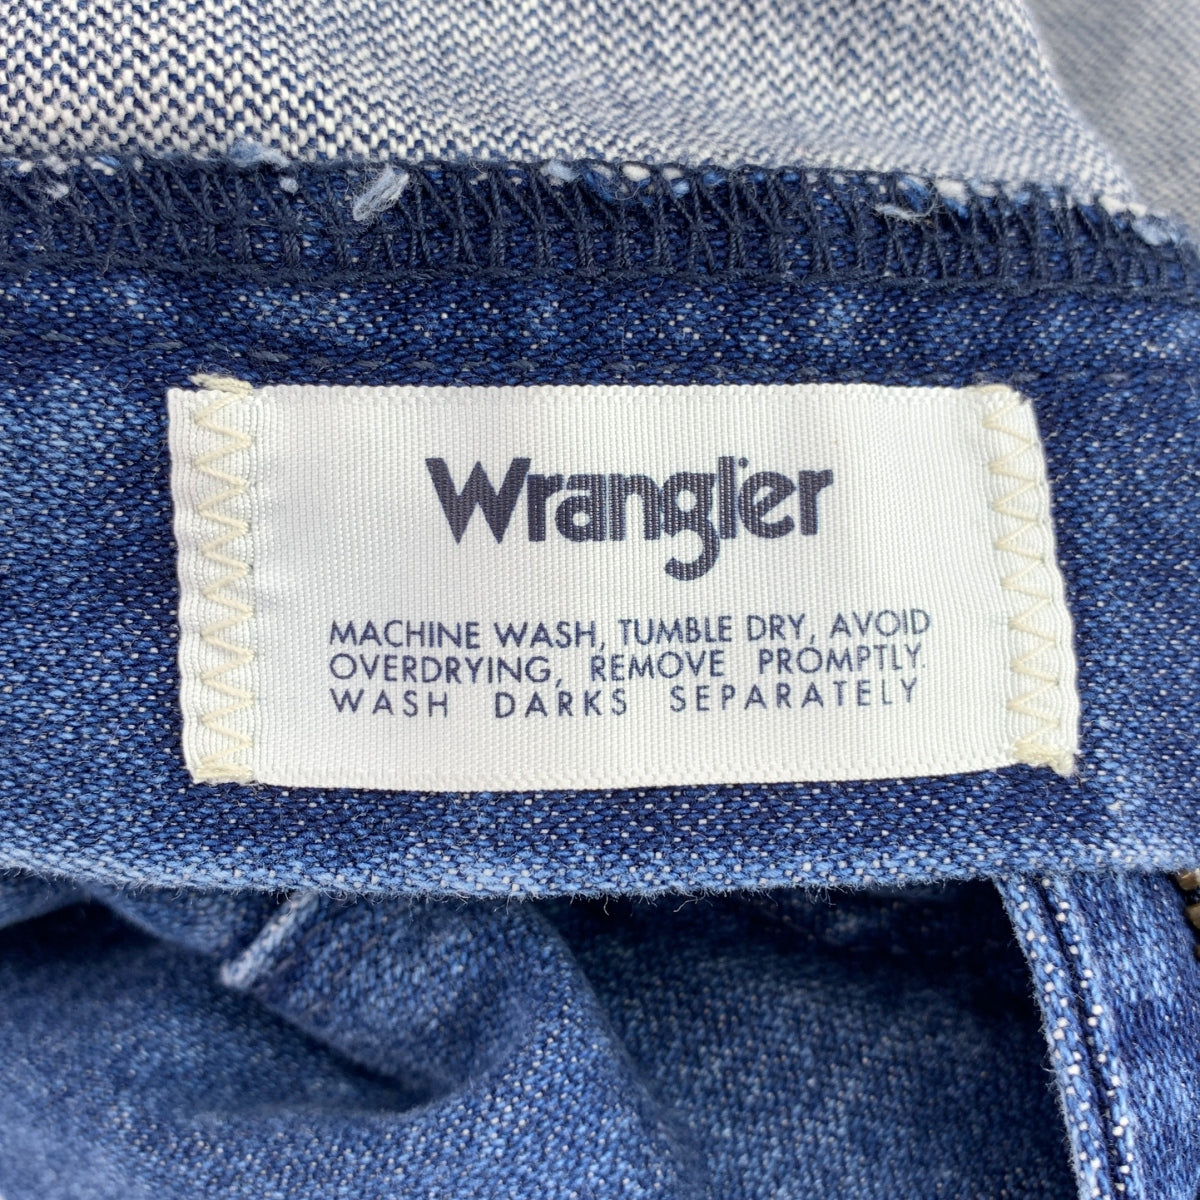 Wrangler
MACHINE WASH, TUMBLE DRY, AVOID
OVERDRYING, REMOVE PROMPTLY.
WASH DARKS SEPARATELY